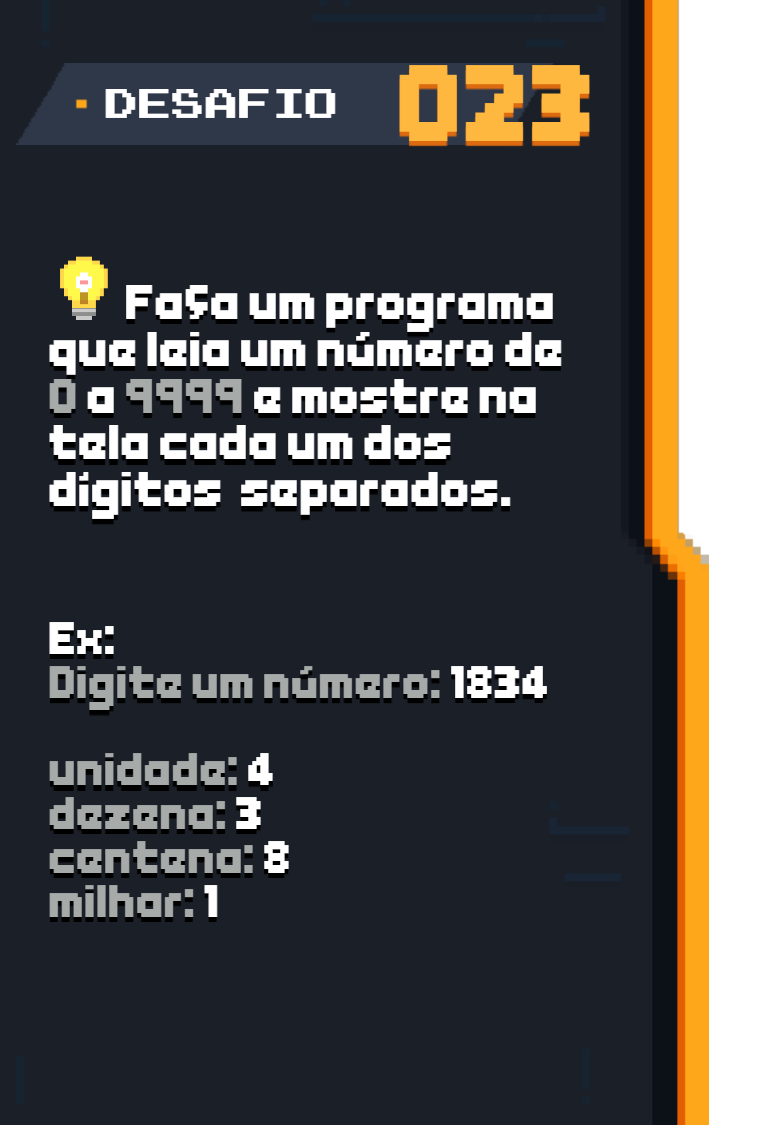 DESAFIO 023
Faça um programa
que leia um número de
0 a 9999 e mostre na
tela cada um dos
dígitos separados.
Ex:
Digite um número: 1834
unidade: 4
dezena: 3
centena: 8
milhar: 1